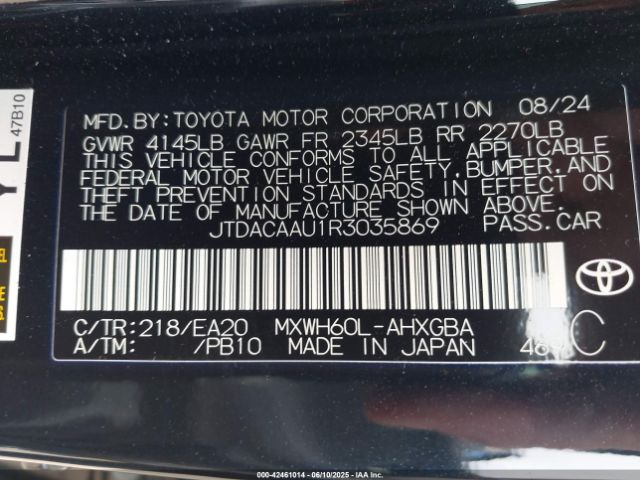 47B10
MFD.BY:TOYOTA MOTOR CORPORATION 08/24
GVWR 4145LB GAWR FR 2345LB RR 2270LB
THIS VEHICLE CONFORMS TO ALL APPLICABLE
FEDERAL MOTOR VEHICLE SAFETY,BUMPER,AND
THEFT PREVENTION STANDARDS IN EFFECT ON
THE DATE OF MANUFACTURE SHOWN ABOVE.
JTDACAAU1R3035869 PASS.CAR
C/TR:218/EA20 MXWH60L-AHXGBA
A/TM: /PB10 MADE IN JAPAN
C
TOYOTA
000-42461014 - 06/10/2025 - IAAI.COM